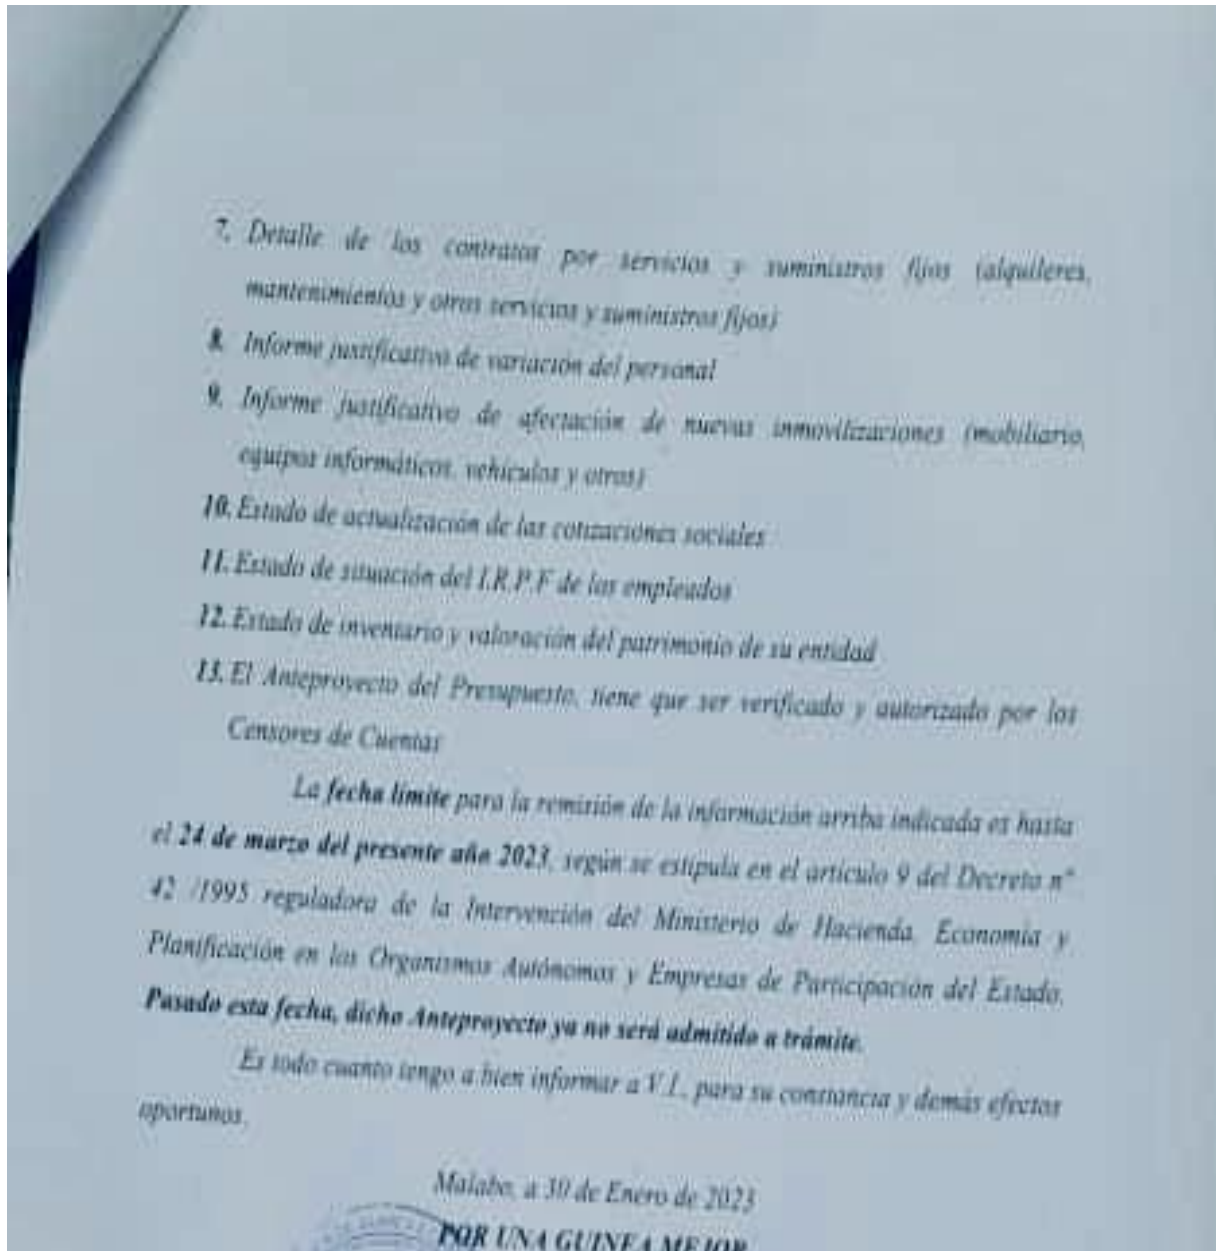 7. Detalle de los contratos por servicios y suministros fijos (alquileres,
mantenimientos y otros servicios y suministros fijos)
8. Informe justificativo de variación del personal
9. Informe justificativo de afectación de nuevas inmovilizaciones (mobiliario,
equipos informáticos, vehículos y otros)
10. Estado de actualización de las cotizaciones sociales
11. Estado de situación del I.R.P.F de los empleados
12. Estado de inventario y valoración del patrimonio de su entidad
13. El Anteproyecto del Presupuesto, tiene que ser verificado y autorizado por los
Censores de Cuentas
La fecha límite para la remisión de la información arriba indicada es hasta
el 24 de marzo del presente año 2023, según se estipula en el artículo 9 del Decreto nº
42 /1995 reguladora de la Intervención del Ministerio de Hacienda, Economía y
Planificación en los Organismos Autónomos y Empresas de Participación del Estado.
Pasado esta fecha, dicho Anteproyecto ya no será admitido a trámite.
Es todo cuanto tengo a bien informar a V.I., para su constancia y demás efectos
oportunos.
Malabo, a 30 de Enero de 2023
POR UNA GUINEA MEJOR